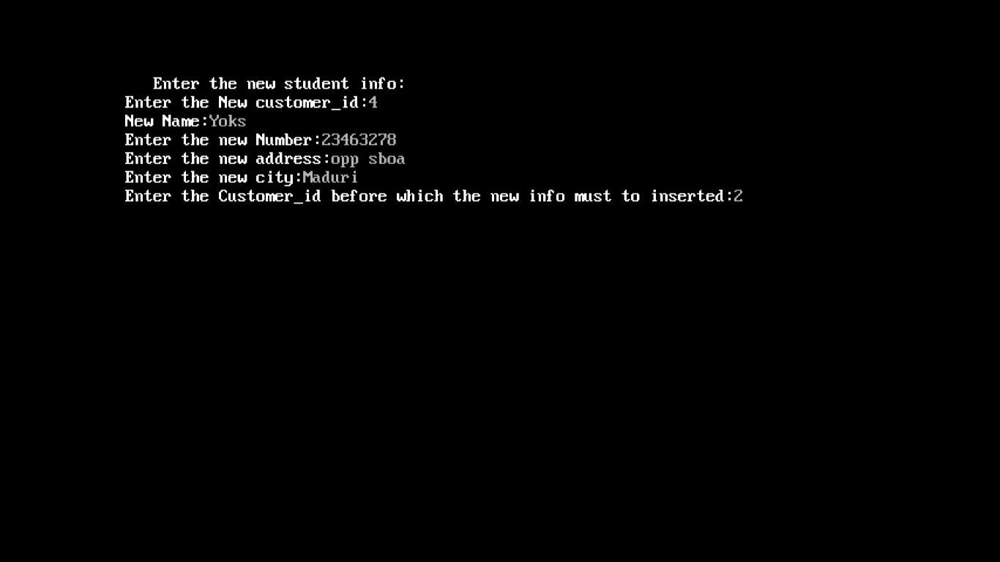 Enter the new student info:
Enter the New customer_id:4
New Name:Yoks
Enter the new Number:23463278
Enter the new address:opp sboa
Enter the new city:Maduri
Enter the Customer_id before which the new info must to inserted:2